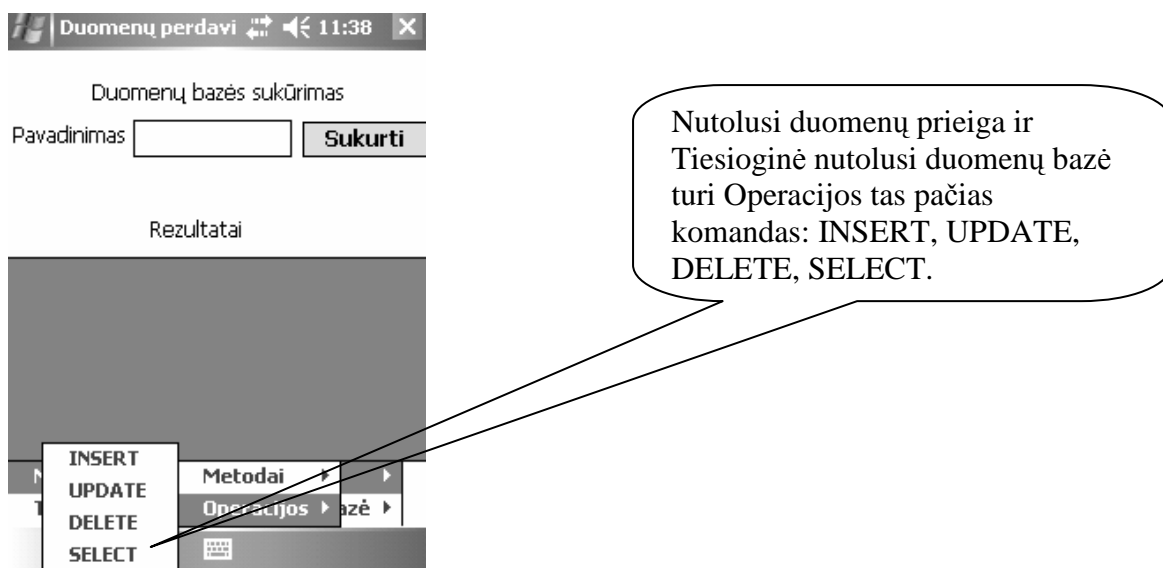 Duomenų perdavi 11:38
Duomenų bazės sukūrimas
Pavadinimas Sukurti
Rezultatai
INSERT
UPDATE
DELETE
SELECT
Metodai
Operacijos
azė
Nutolusi duomenų prieiga ir
Tiesioginė nutolusi duomenų bazė
turi Operacijos tas pačias
komandas: INSERT, UPDATE,
DELETE, SELECT.